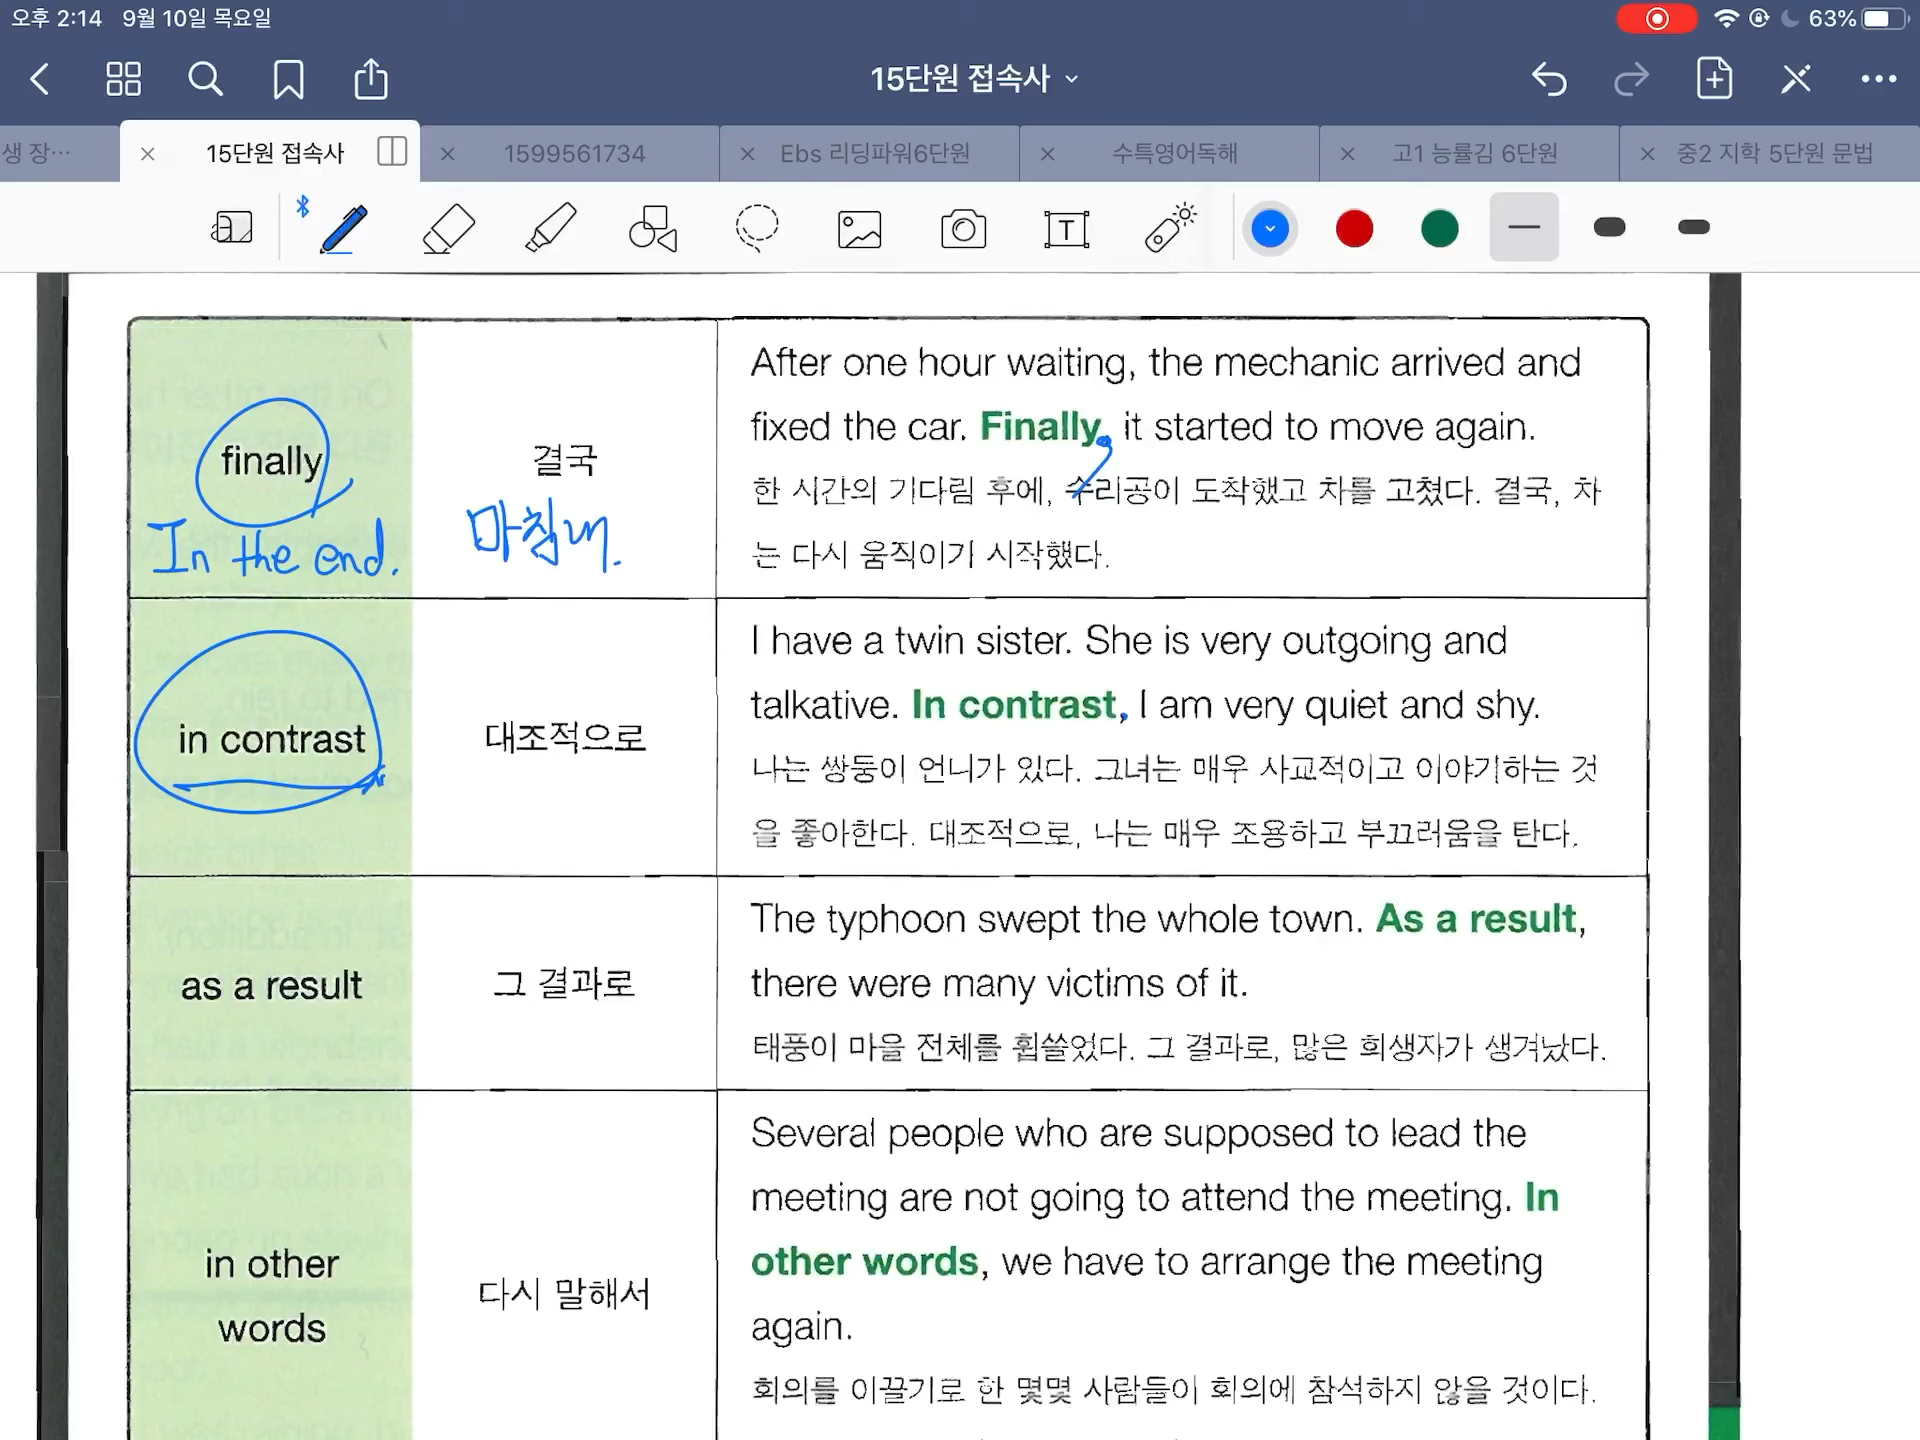 오후 2:14 9월 10일 목요일
63%
15단원 접속사
생 장…
15단원 접속사
1599561734
Ebs 리딩파워6단원
수특영어독해
고1 능률김 6단원
중2 지학 5단원 문법
finally
In the end.
결국
마침내.
After one hour waiting, the mechanic arrived and
fixed the car. Finally, it started to move again.
한 시간의 기다림 후에, 수리공이 도착했고 차를 고쳤다. 결국, 차
는 다시 움직이기 시작했다.
in contrast
대조적으로
I have a twin sister. She is very outgoing and
talkative. In contrast, I am very quiet and shy.
나는 쌍둥이 언니가 있다. 그녀는 매우 사교적이고 이야기하는 것
을 좋아한다. 대조적으로, 나는 매우 조용하고 부끄러움을 탄다.
as a result
그 결과로
The typhoon swept the whole town. As a result,
there were many victims of it.
태풍이 마을 전체를 휩쓸었다. 그 결과로, 많은 희생자가 생겨났다.
in other
words
다시 말해서
Several people who are supposed to lead the
meeting are not going to attend the meeting. In
other words, we have to arrange the meeting
again.
회의를 이끌기로 한 몇몇 사람들이 회의에 참석하지 않을 것이다.